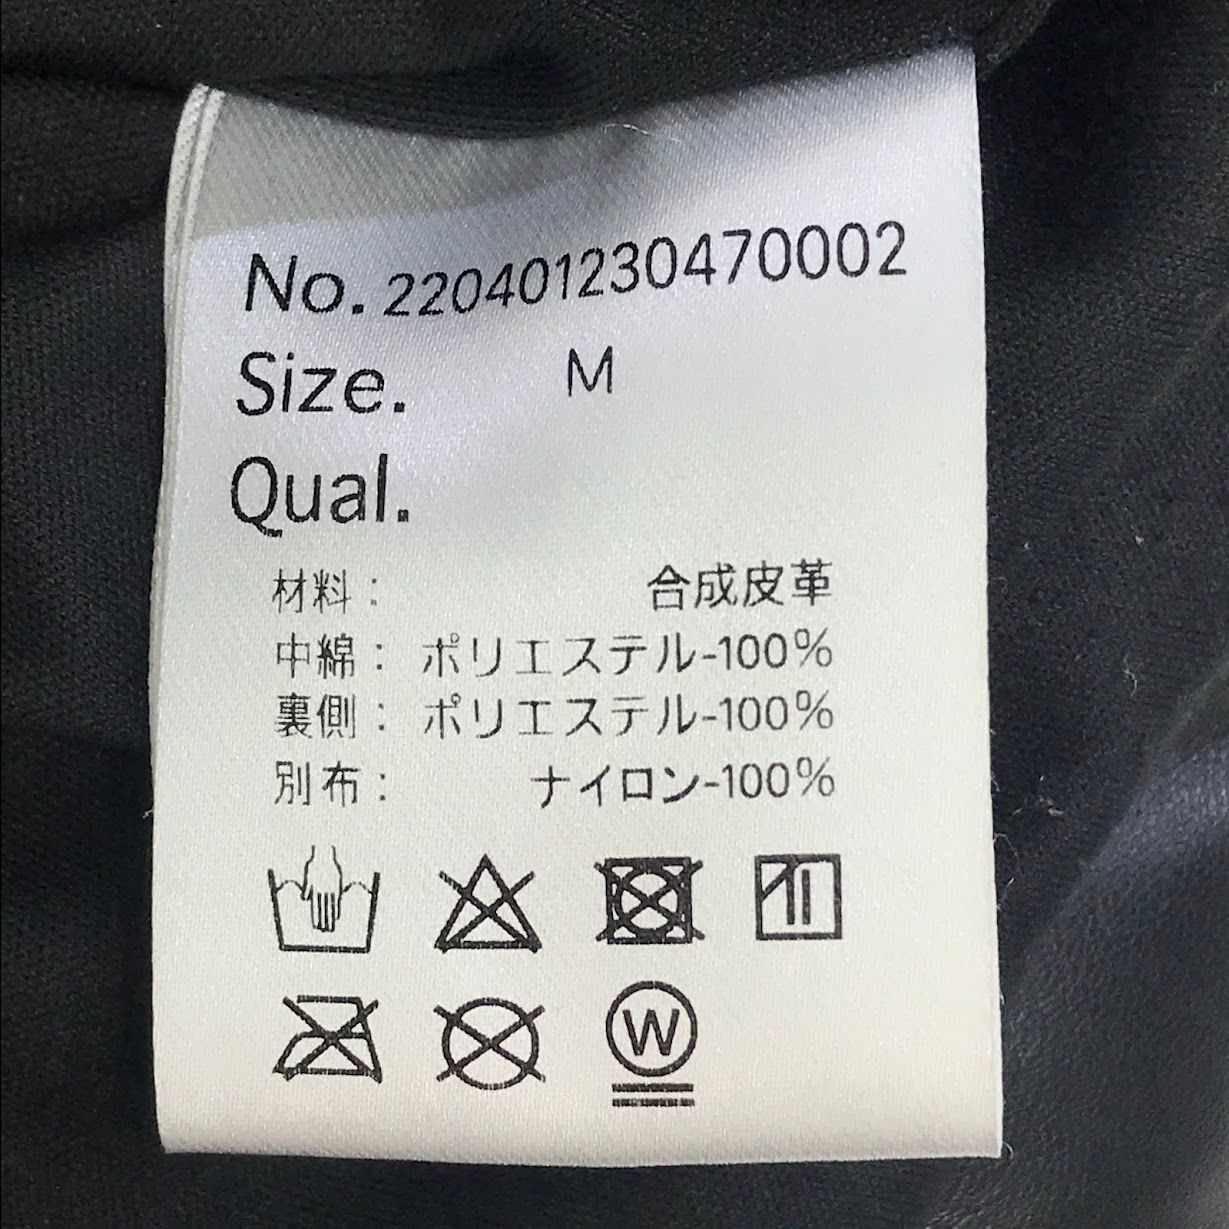 No. 220401230470002
Size. M
Qual.
材料: 合成皮革
中綿: ポリエステル-100%
裏側: ポリエステル-100%
別布: ナイロン-100%
W